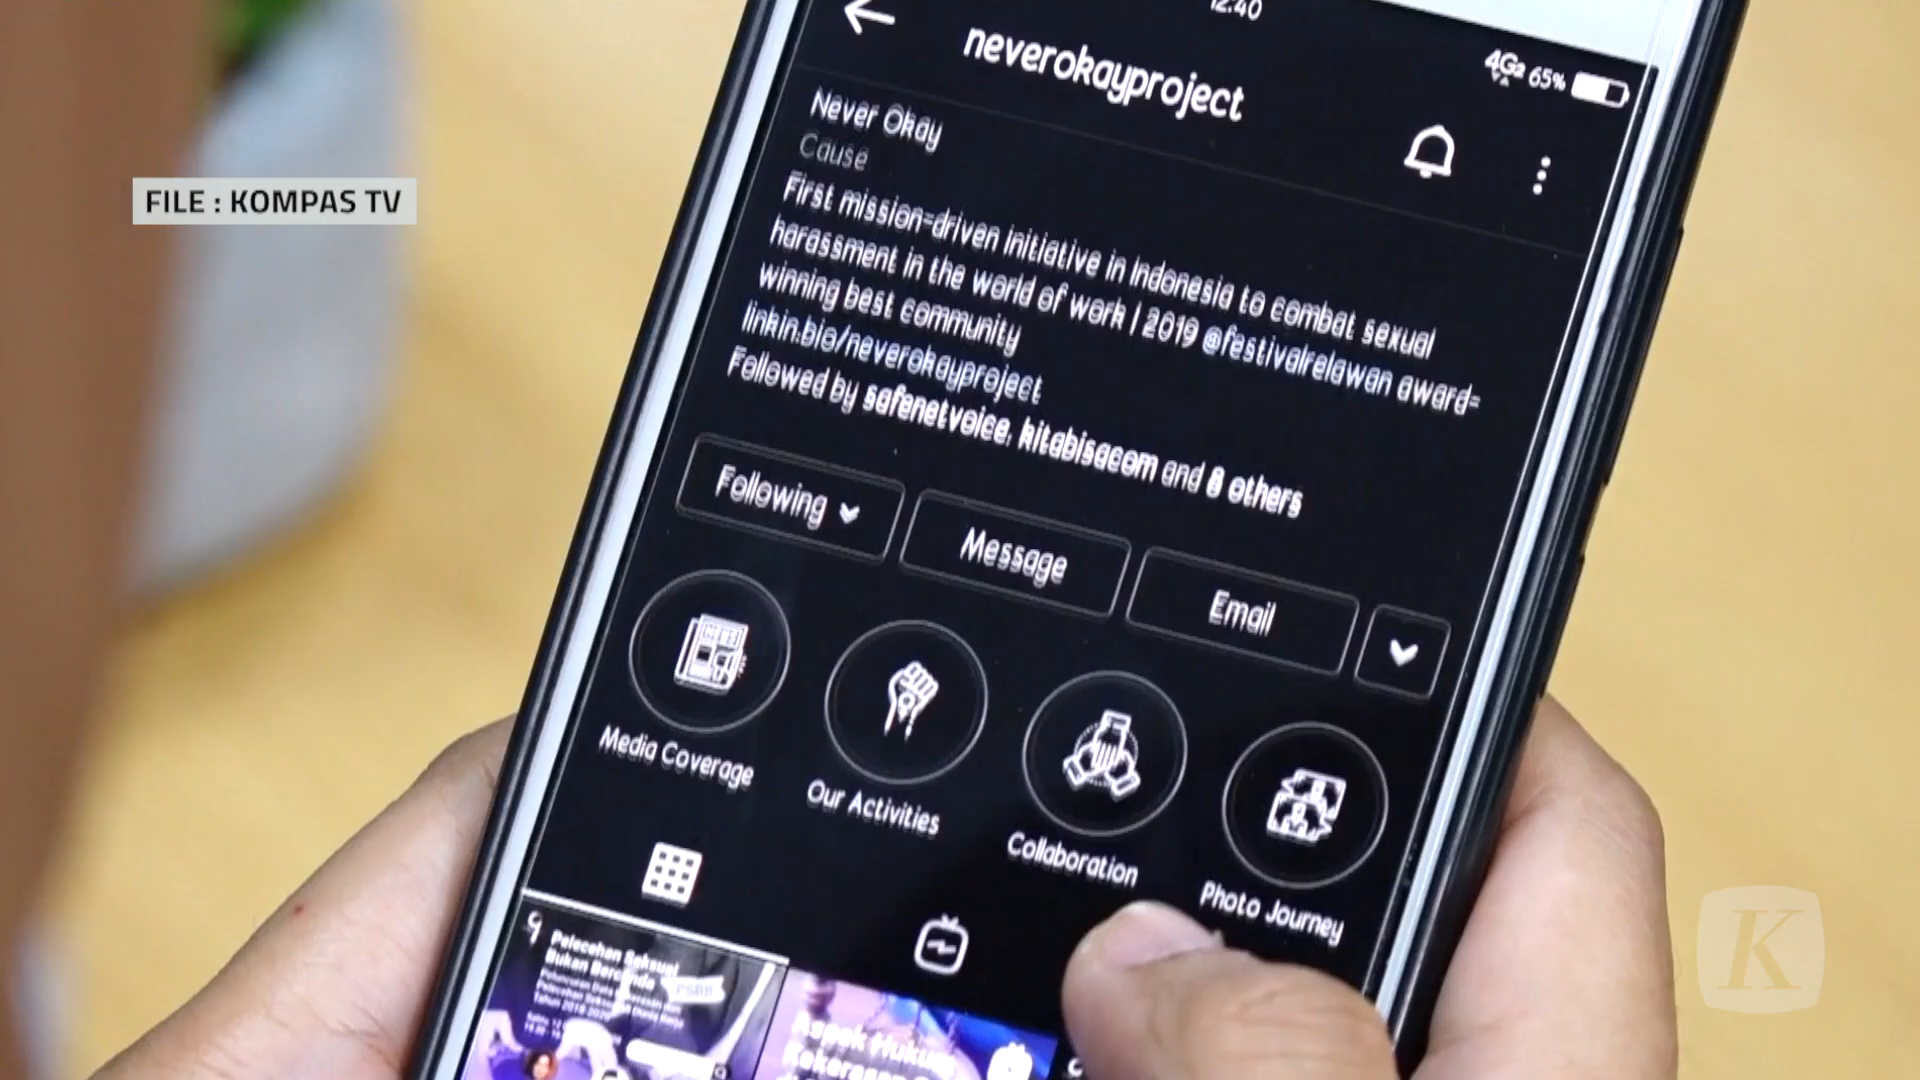 12:40
neverokayproject
4G 65%
FILE : KOMPAS TV
Never Okay
Cause
First mission-driven initiative in Indonesia to combat sexual
harassment in the world of work | 2019 @festivalrelawan award-
winning best community
linkin.bio/neverokayproject
Followed by safenetvoice, kitabisacom and 8 others
Following
Message
Email
NEWS
Media Coverage
Our Activities
Collaboration
Photo Journey
Pelecehan Seksual
Bukan Bercanda
PSBB
Aspek Hukum
Kekerasan
K